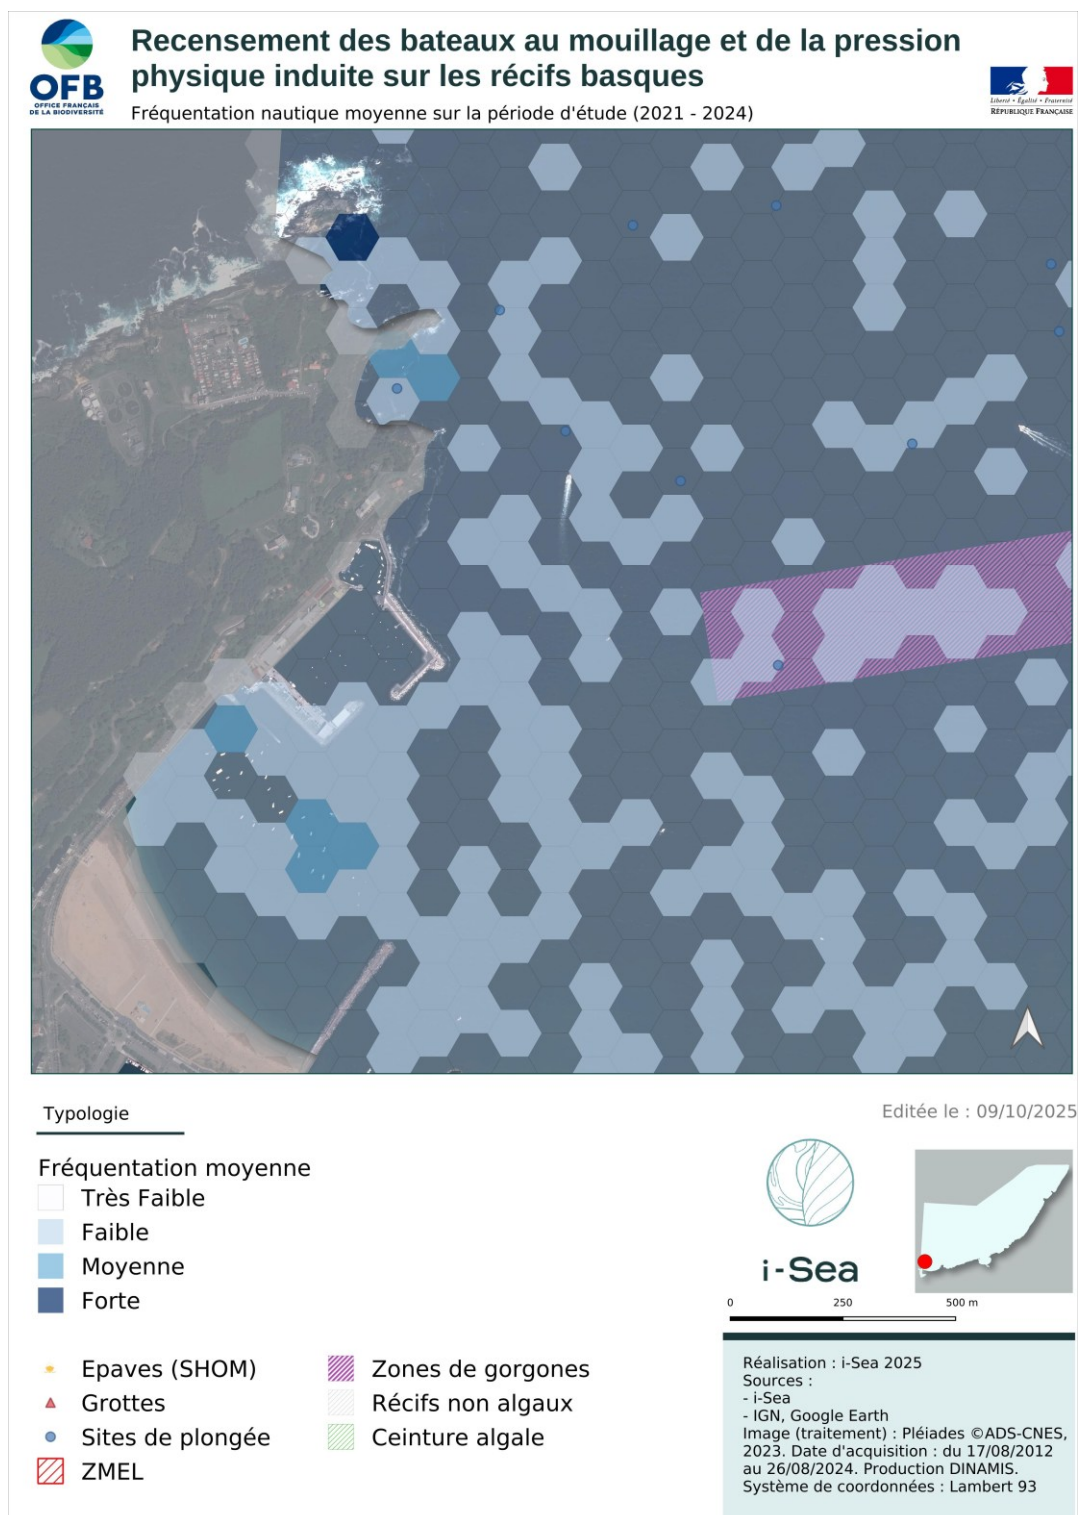 Recensement des bateaux au mouillage et de la pression
physique induite sur les récifs basques
Fréquentation nautique moyenne sur la période d'étude (2021 - 2024)
OFB
OFFICE FRANÇAIS
DE LA BIODIVERSITÉ
Liberté • Égalité • Fraternité
RÉPUBLIQUE FRANÇAISE
Typologie
Editée le : 09/10/2025
Fréquentation moyenne
Très Faible
Faible
Moyenne
Forte
i-Sea
0 250 500 m
Epaves (SHOM)
Grottes
Sites de plongée
ZMEL
Zones de gorgones
Récifs non algaux
Ceinture algale
Réalisation : i-Sea 2025
Sources :
- i-Sea
- IGN, Google Earth
Image (traitement) : Pléiades ©ADS-CNES,
2023. Date d'acquisition : du 17/08/2012
au 26/08/2024. Production DINAMIS.
Système de coordonnées : Lambert 93